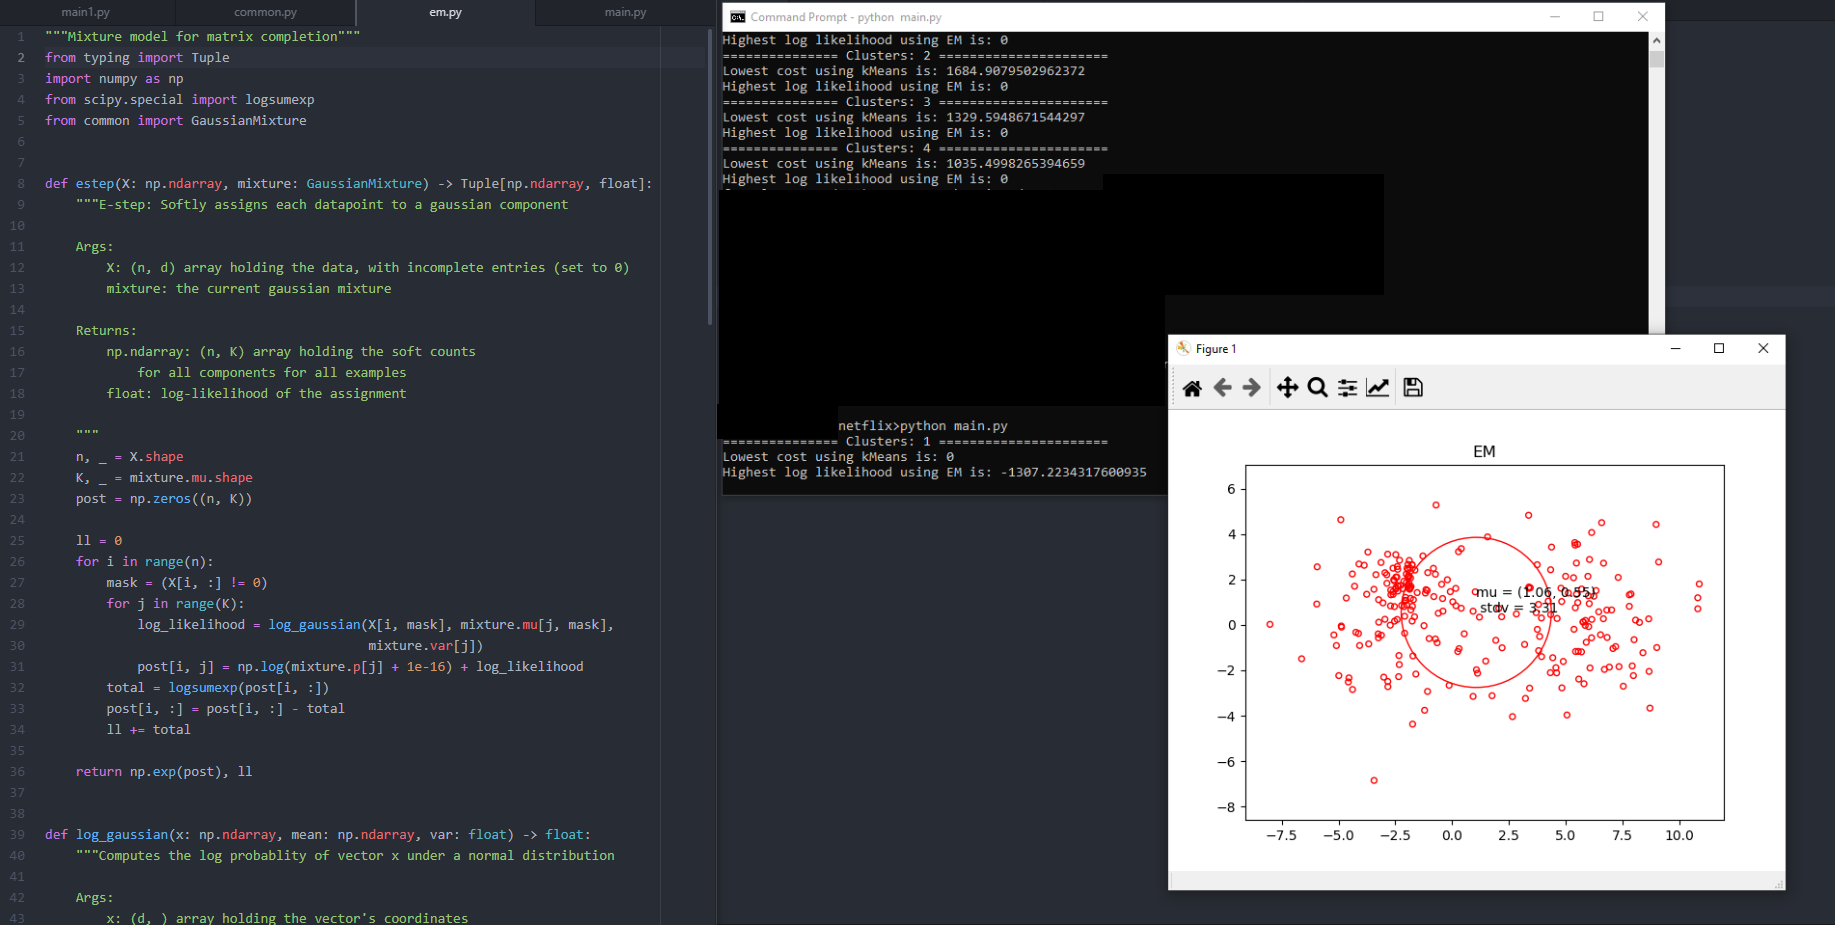 main1.py
common.py
em.py
main.py
1 """Mixture model for matrix completion"""
2 from typing import Tuple
3 import numpy as np
4 from scipy.special import logsumexp
5 from common import GaussianMixture
6
7
8 def estep(X: np.ndarray, mixture: GaussianMixture) -> Tuple[np.ndarray, float]:
9     """E-step: Softly assigns each datapoint to a gaussian component
10
11     Args:
12         X: (n, d) array holding the data, with incomplete entries (set to 0)
13         mixture: the current gaussian mixture
14
15     Returns:
16         np.ndarray: (n, K) array holding the soft counts
17             for all components for all examples
18         float: log-likelihood of the assignment
19
20     """
21     n, _ = X.shape
22     K, _ = mixture.mu.shape
23     post = np.zeros((n, K))
24
25     ll = 0
26     for i in range(n):
27         mask = (X[i, :] != 0)
28         for j in range(K):
29             log_likelihood = log_gaussian(X[i, mask], mixture.mu[j, mask],
30                                           mixture.var[j])
31             post[i, j] = np.log(mixture.p[j] + 1e-16) + log_likelihood
32         total = logsumexp(post[i, :])
33         post[i, :] = post[i, :] - total
34         ll += total
35
36     return np.exp(post), ll
37
38
39 def log_gaussian(x: np.ndarray, mean: np.ndarray, var: float) -> float:
40     """Computes the log probablity of vector x under a normal distribution
41
42     Args:
43         x: (d, ) array holding the vector's coordinates
Command Prompt - python  main.py
Highest log likelihood using EM is: 0
=============== Clusters: 2 ======================
Lowest cost using kMeans is: 1684.9079502962372
Highest log likelihood using EM is: 0
=============== Clusters: 3 ======================
Lowest cost using kMeans is: 1329.5948671544297
Highest log likelihood using EM is: 0
=============== Clusters: 4 ======================
Lowest cost using kMeans is: 1035.4998265394659
Highest log likelihood using EM is: 0
netflix>python main.py
=============== Clusters: 1 ======================
Lowest cost using kMeans is: 0
Highest log likelihood using EM is: -1307.2234317600935
Figure 1
EM
6
4
2
0
−2
−4
−6
−8
mu = (1.06, 0.55)
stdv = 3.31
−7.5 −5.0 −2.5 0.0 2.5 5.0 7.5 10.0